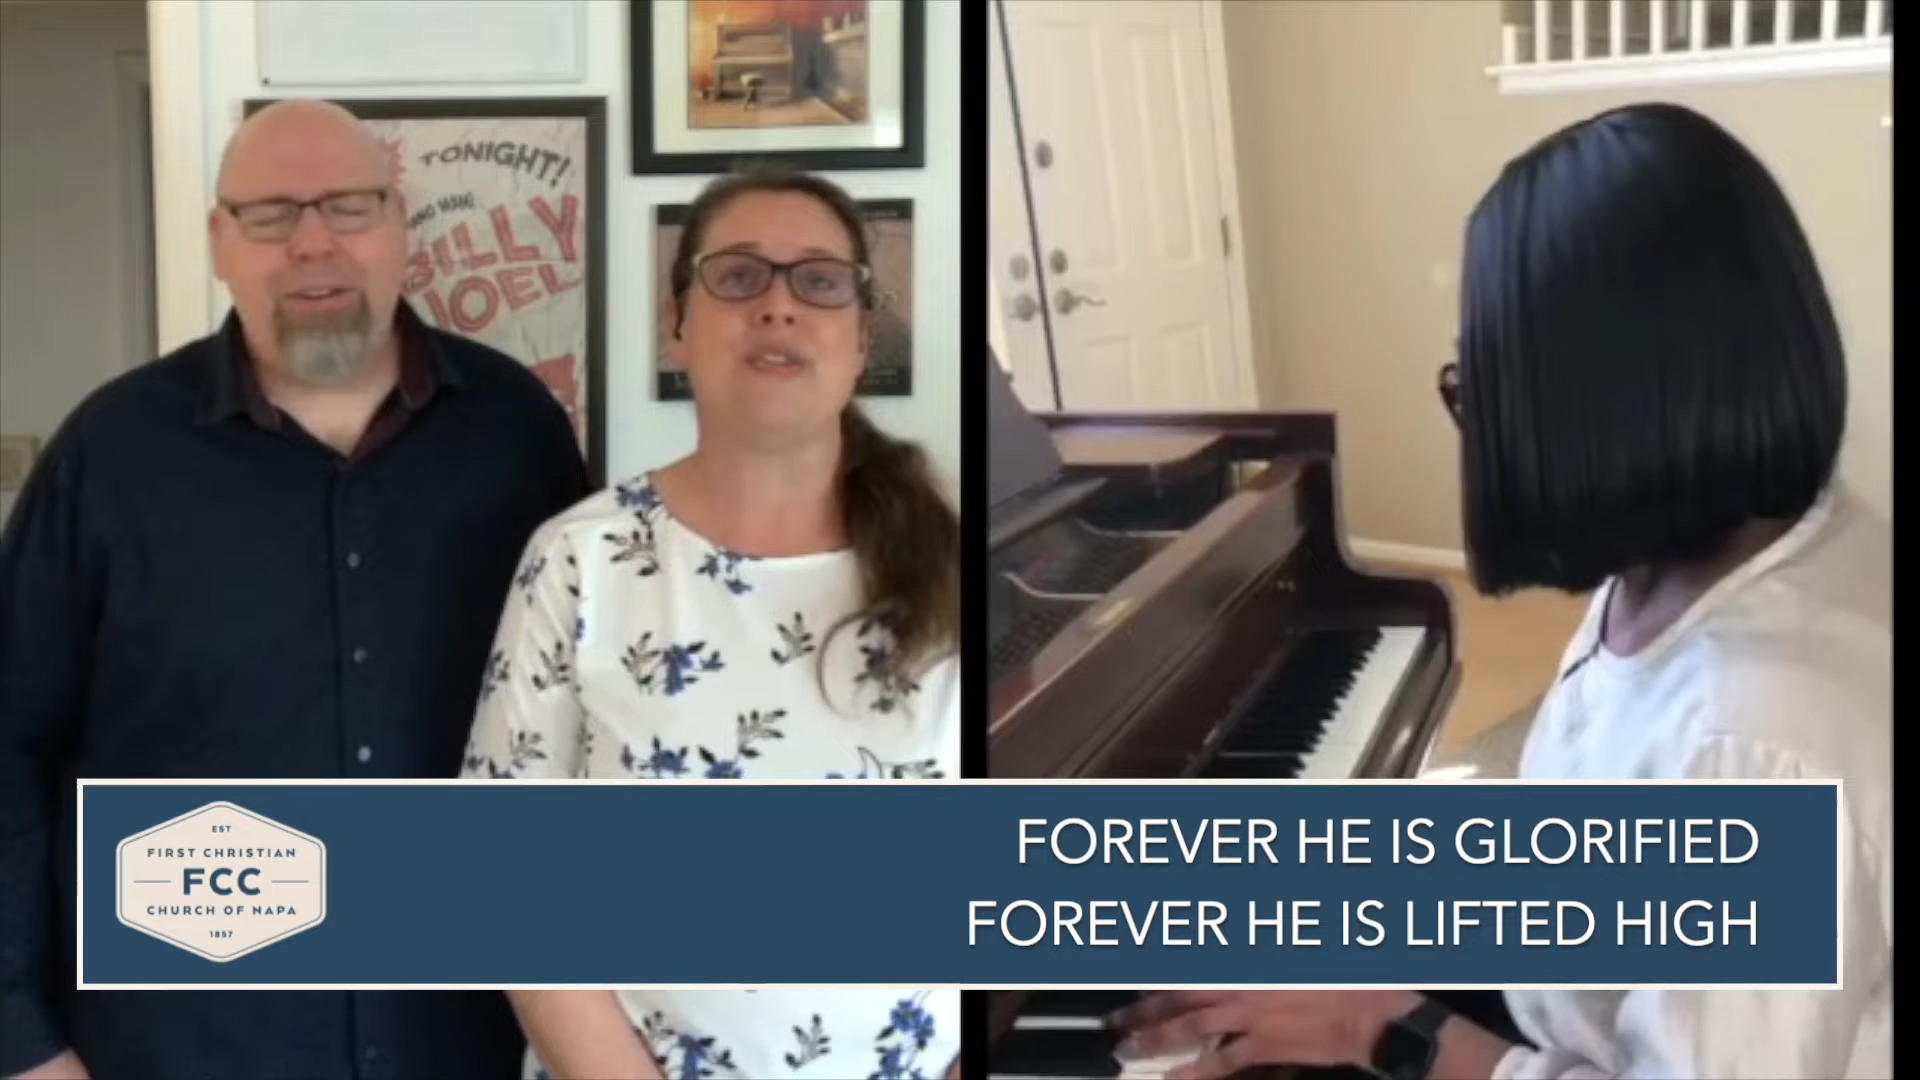 TONIGHT!
BILLY
JOEL
EST
FIRST CHRISTIAN
FCC
CHURCH OF NAPA
1857
FOREVER HE IS GLORIFIED
FOREVER HE IS LIFTED HIGH